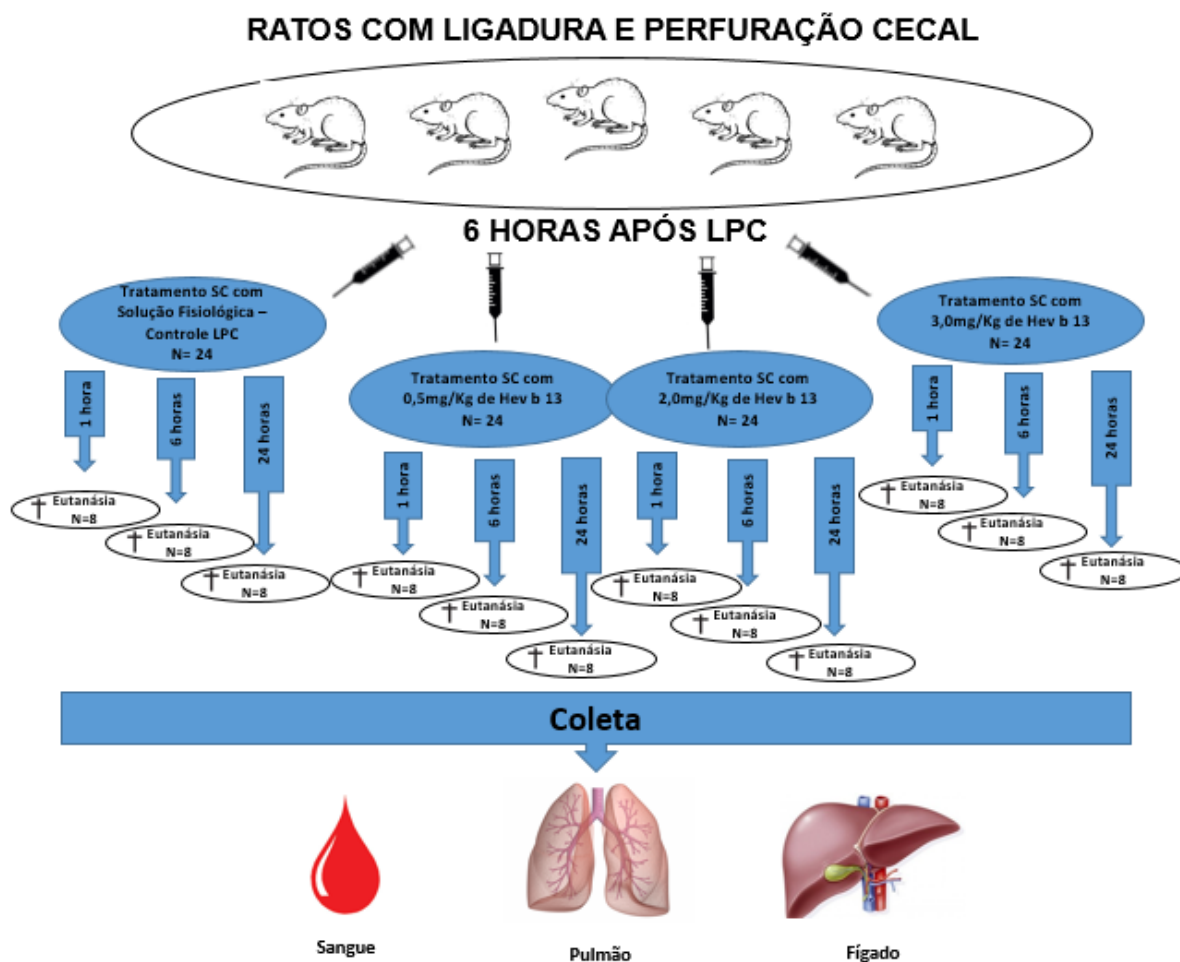 RATOS COM LIGADURA E PERFURAÇÃO CECAL
6 HORAS APÓS LPC
Tratamento SC com
Solução Fisiológica –
Controle LPC
N= 24
1 hora
6 horas
24 horas
† Eutanásia
N=8
† Eutanásia
N=8
† Eutanásia
N=8
Tratamento SC com
0,5mg/Kg de Hev b 13
N= 24
1 hora
6 horas
24 horas
† Eutanásia
N=8
† Eutanásia
N=8
† Eutanásia
N=8
Tratamento SC com
2,0mg/Kg de Hev b 13
N= 24
1 hora
6 horas
24 horas
† Eutanásia
N=8
† Eutanásia
N=8
† Eutanásia
N=8
Tratamento SC com
3,0mg/Kg de Hev b 13
N= 24
1 hora
6 horas
24 horas
† Eutanásia
N=8
† Eutanásia
N=8
† Eutanásia
N=8
Coleta
Sangue
Pulmão
Fígado